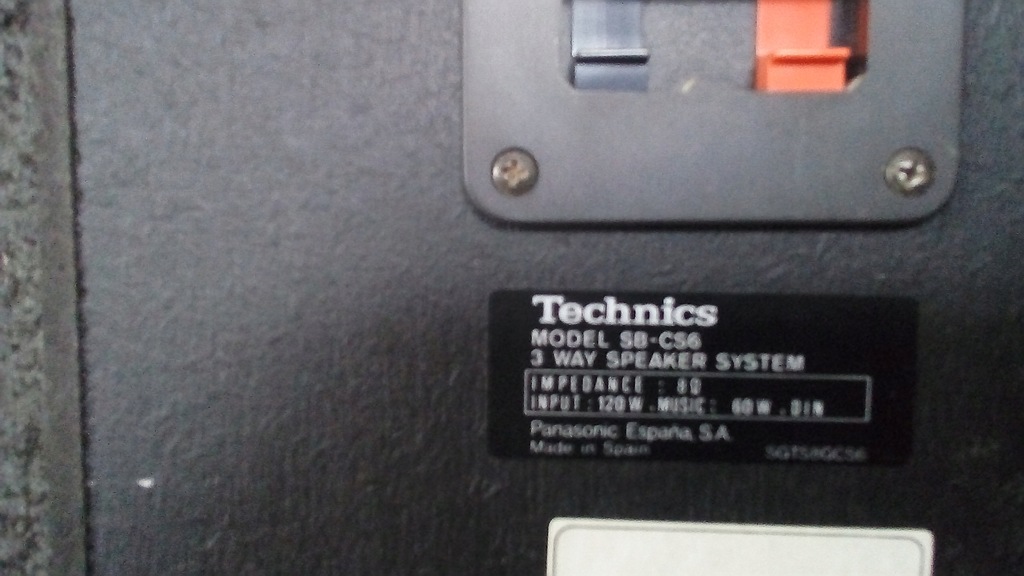 Technics
MODEL SB-CS6
3 WAY SPEAKER SYSTEM
IMPEDANCE : 8Ω
INPUT : 120W . MUSIC : 60W . DIN
Panasonic España, S.A.
Made in Spain